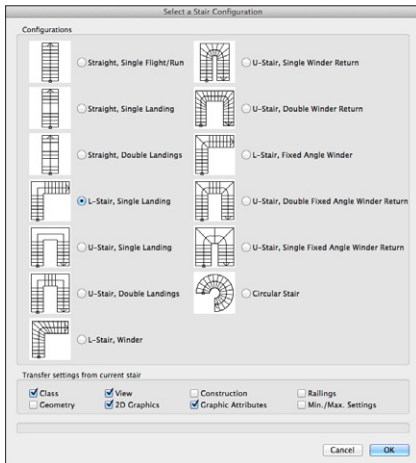 Select a Stair Configuration
Configurations
Straight, Single Flight/Run
Straight, Single Landing
Straight, Double Landings
L-Stair, Single Landing
U-Stair, Single Landing
U-Stair, Double Landings
L-Stair, Winder
U-Stair, Single Winder Return
U-Stair, Double Winder Return
L-Stair, Fixed Angle Winder
U-Stair, Double Fixed Angle Winder Return
U-Stair, Single Fixed Angle Winder Return
Circular Stair
Transfer settings from current stair
Class View Construction Railings
Geometry 2D Graphics Graphic Attributes Min./Max. Settings
Cancel OK